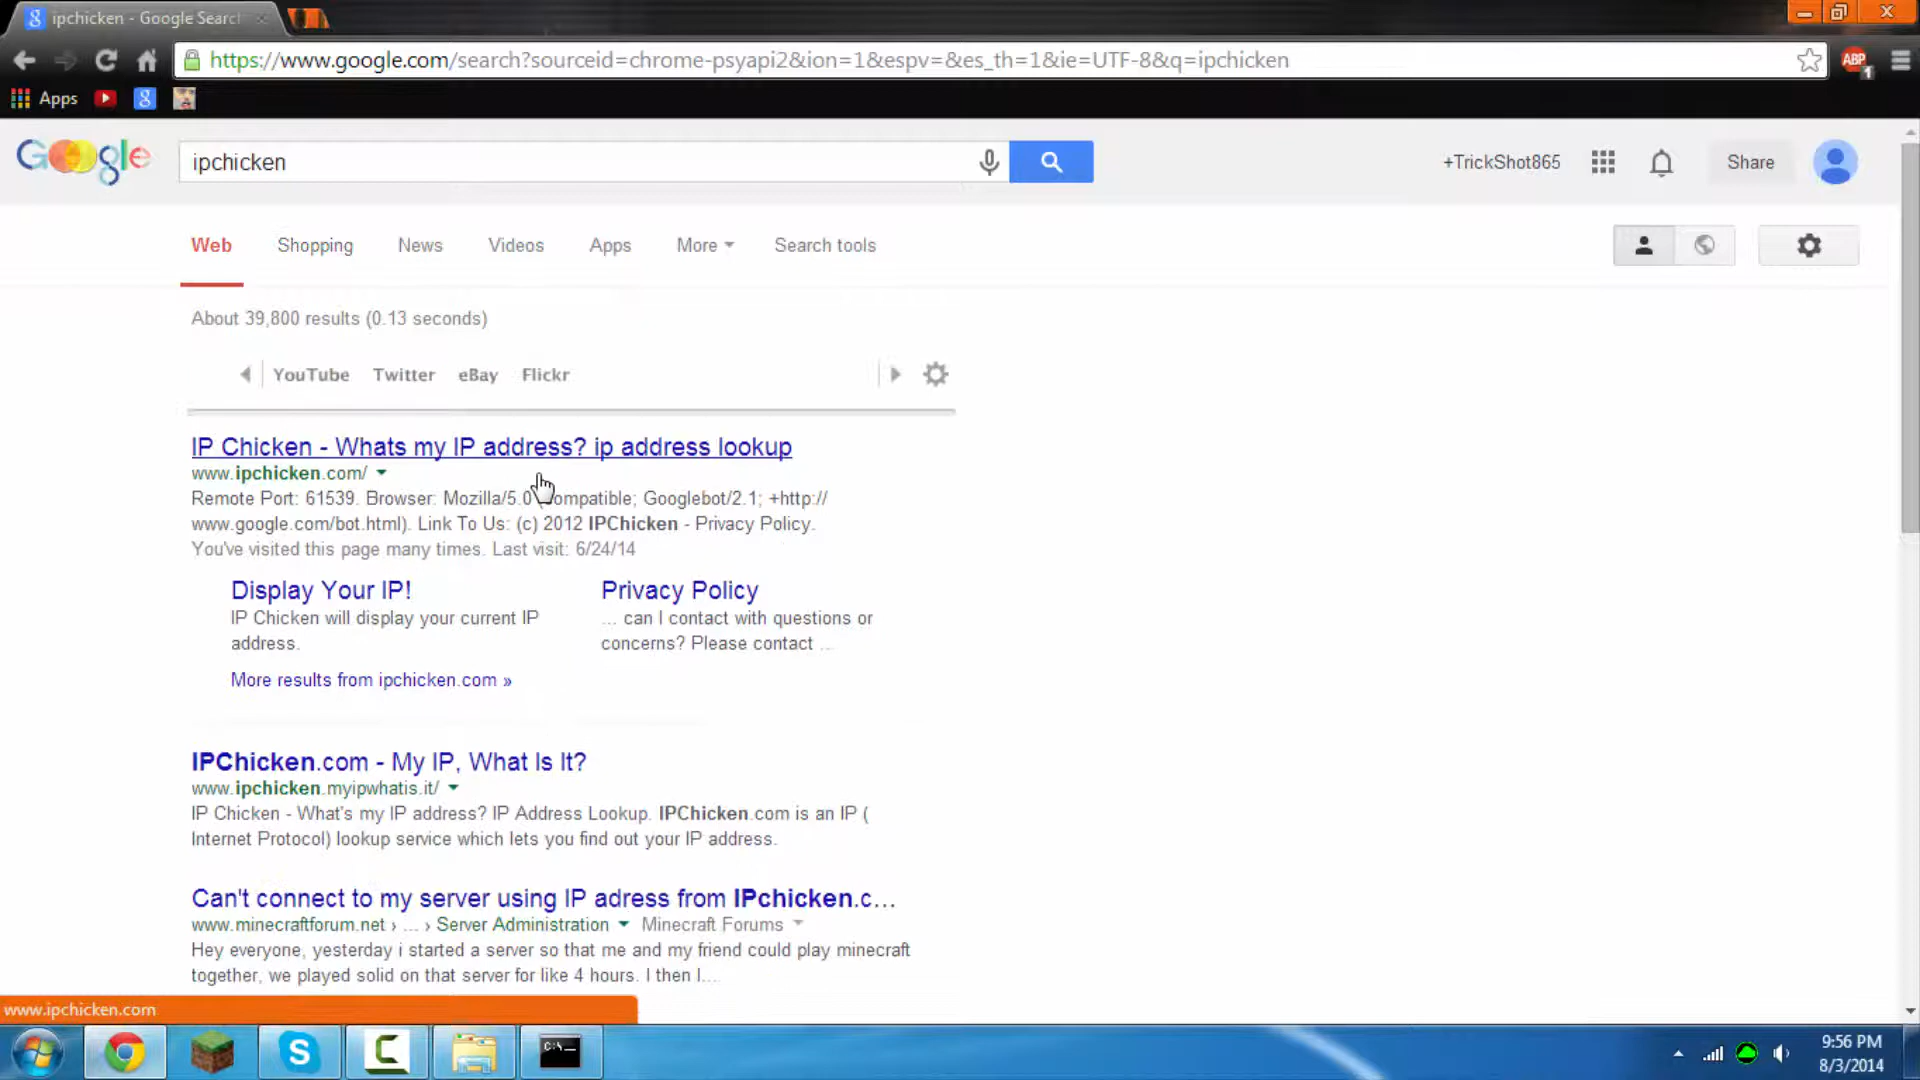 ipchicken - Google Search
https://www.google.com/search?sourceid=chrome-psyapi2&ion=1&espv=&es_th=1&ie=UTF-8&q=ipchicken
ABP
1
Apps
Google
ipchicken
+TrickShot865
Share
Web
Shopping
News
Videos
Apps
More
Search tools
About 39,800 results (0.13 seconds)
YouTube
Twitter
eBay
Flickr
IP Chicken - Whats my IP address? ip address lookup
www.ipchicken.com/
Remote Port: 61539. Browser: Mozilla/5.0 compatible; Googlebot/2.1; +http://
www.google.com/bot.html). Link To Us: (c) 2012 IPChicken - Privacy Policy.
You've visited this page many times. Last visit: 6/24/14
Display Your IP!
IP Chicken will display your current IP
address.
Privacy Policy
... can I contact with questions or
concerns? Please contact ...
More results from ipchicken.com »
IPChicken.com - My IP, What Is It?
www.ipchicken.myipwhatis.it/
IP Chicken - What's my IP address? IP Address Lookup. IPChicken.com is an IP (
Internet Protocol) lookup service which lets you find out your IP address.
Can't connect to my server using IP adress from IPchicken.c...
www.minecraftforum.net › ... › Server Administration
Minecraft Forums
Hey everyone, yesterday i started a server so that me and my friend could play minecraft
together, we played solid on that server for like 4 hours. I then I...
www.ipchicken.com
C:\.
9:56 PM
8/3/2014